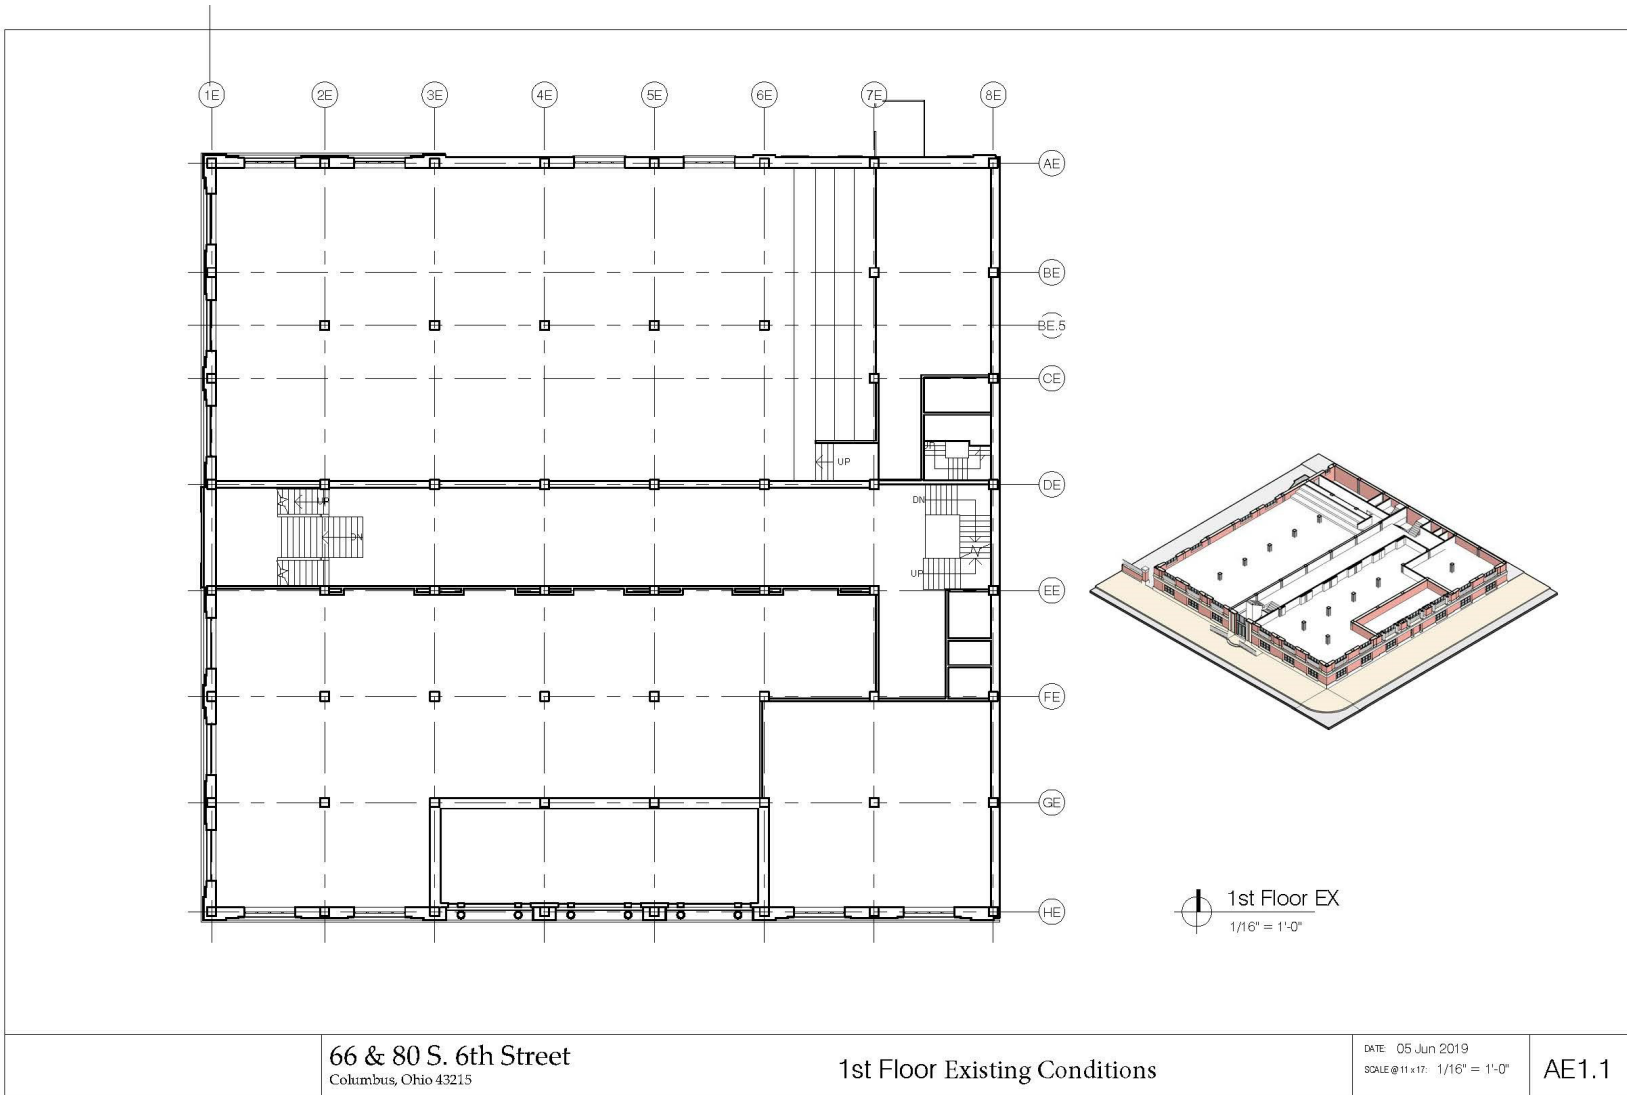 1E 2E 3E 4E 5E 6E 7E 8E
AE
BE
BE.5
CE
UP
UP
DE
UP
DN
DN
UP
EE
FE
GE
HE
1st Floor EX
1/16" = 1'-0"
66 & 80 S. 6th Street
Columbus, Ohio 43215
1st Floor Existing Conditions
DATE: 05 Jun 2019
SCALE @ 11 x 17: 1/16" = 1'-0"
AE1.1